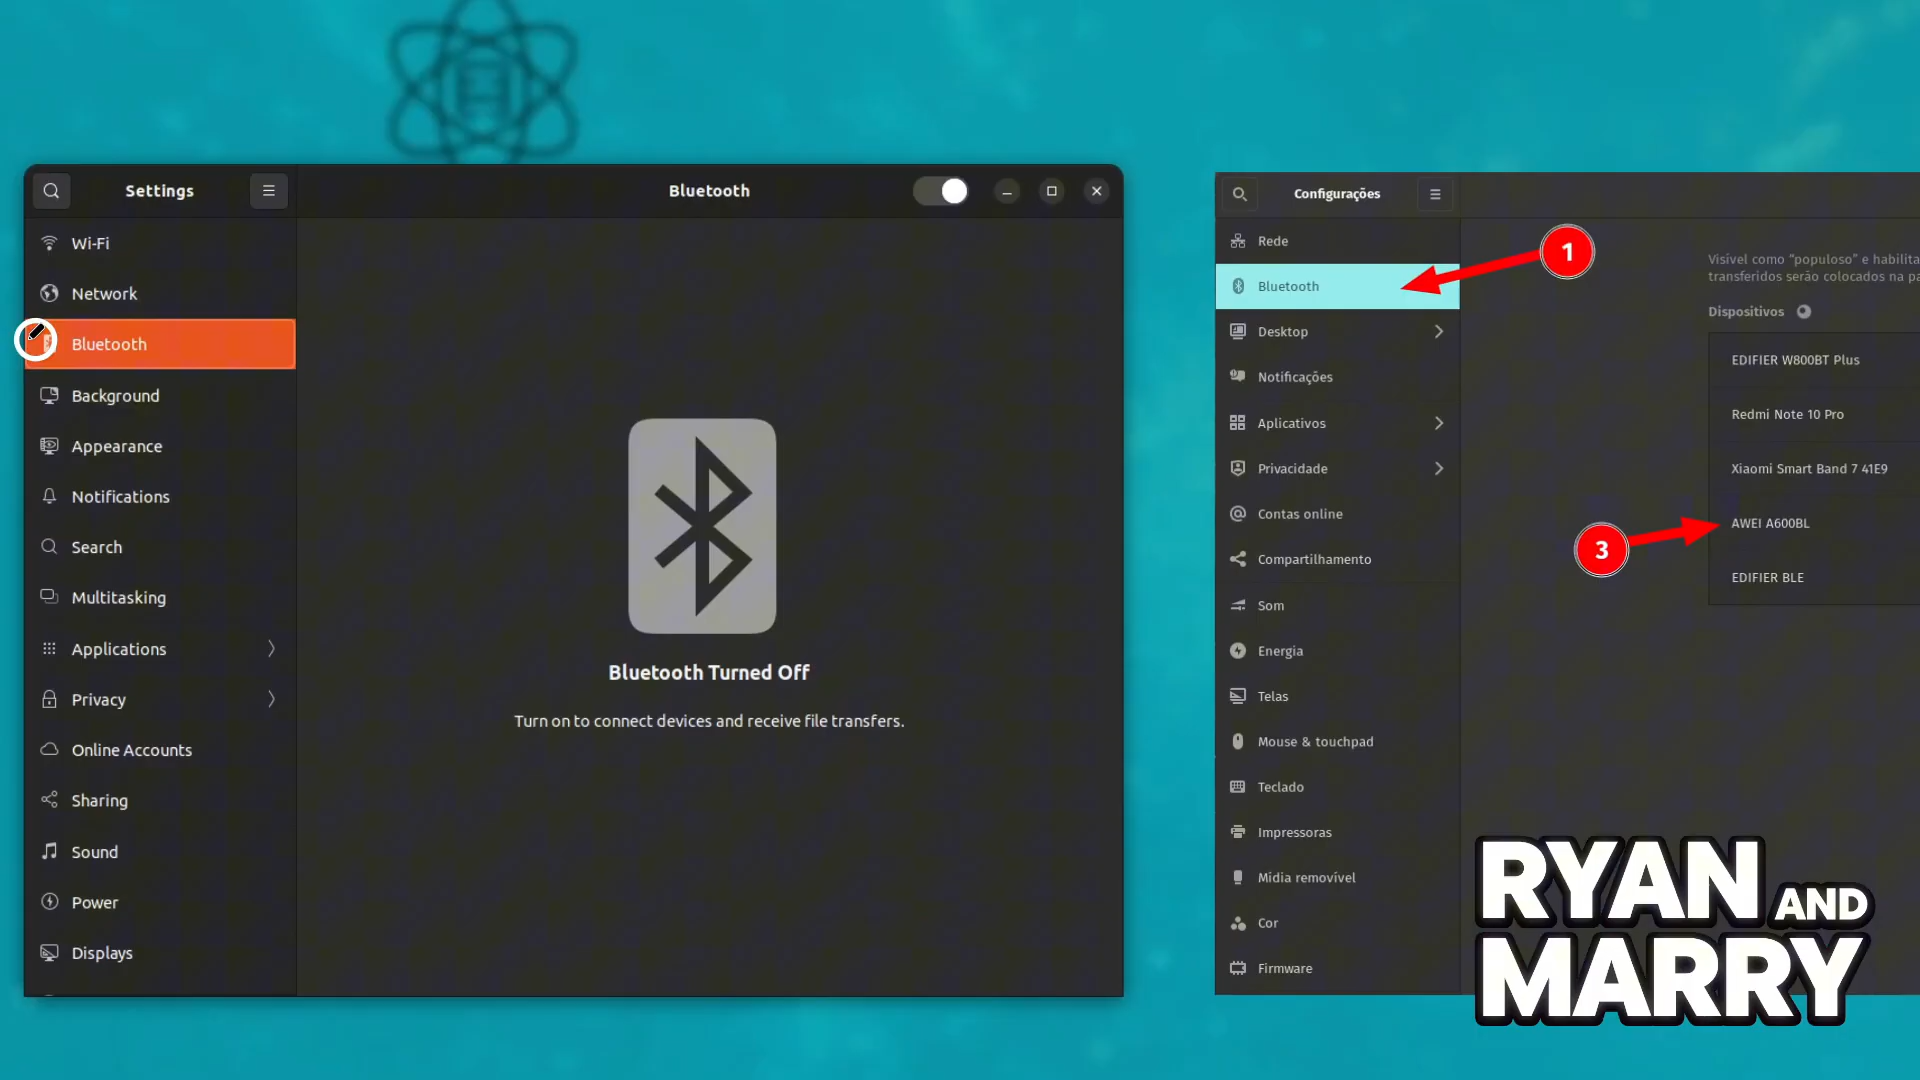 Settings
Bluetooth
Wi-Fi
Network
Bluetooth
Background
Appearance
Notifications
Search
Multitasking
Applications
Privacy
Online Accounts
Sharing
Sound
Power
Displays
Bluetooth Turned Off
Turn on to connect devices and receive file transfers.
Configurações
Rede
Bluetooth
Desktop
Notificações
Aplicativos
Privacidade
Contas online
Compartilhamento
Som
Energia
Telas
Mouse & touchpad
Teclado
Impressoras
Mídia removível
Cor
Firmware
1
Visível como “populoso” e habilita
transferidos serão colocados na pa
Dispositivos
EDIFIER W800BT Plus
Redmi Note 10 Pro
Xiaomi Smart Band 7 41E9
AWEI A600BL
3
EDIFIER BLE
RYAN AND
MARRY